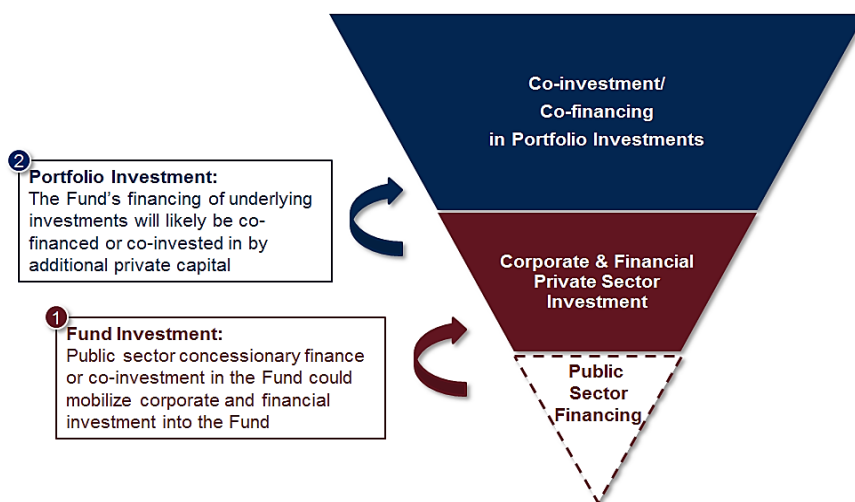 Co-investment/
Co-financing
in Portfolio Investments
2
Portfolio Investment:
The Fund's financing of underlying
investments will likely be co-
financed or co-invested in by
additional private capital
Corporate & Financial
Private Sector
Investment
1
Fund Investment:
Public sector concessionary finance
or co-investment in the Fund could
mobilize corporate and financial
investment into the Fund
Public
Sector
Financing